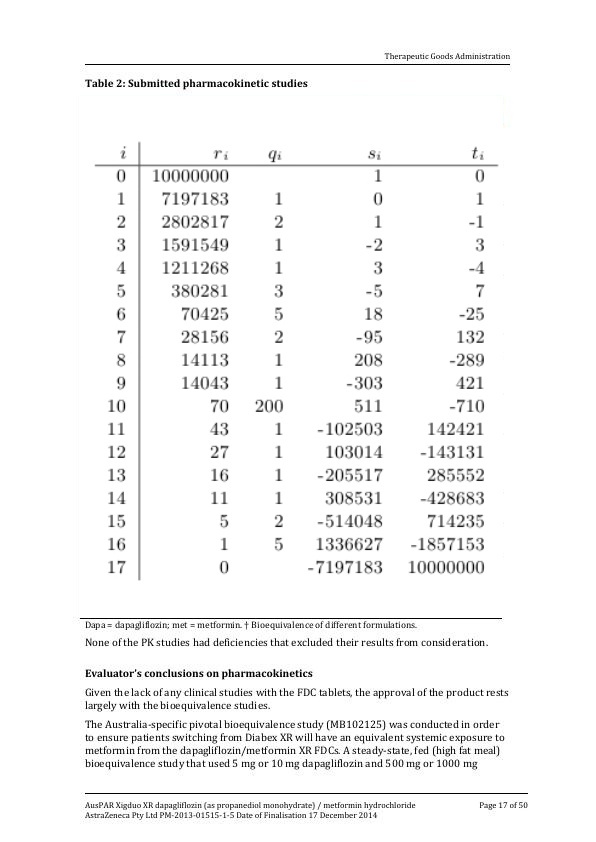 Therapeutic Goods Administration
Table 2: Submitted pharmacokinetic studies
i r_i q_i s_i t_i
0 10000000 1 0
1 7197183 1 0 1
2 2802817 2 1 -1
3 1591549 1 -2 3
4 1211268 1 3 -4
5 380281 3 -5 7
6 70425 5 18 -25
7 28156 2 -95 132
8 14113 1 208 -289
9 14043 1 -303 421
10 70 200 511 -710
11 43 1 -102503 142421
12 27 1 103014 -143131
13 16 1 -205517 285552
14 11 1 308531 -428683
15 5 2 -514048 714235
16 1 5 1336627 -1857153
17 0 -7197183 10000000
Dapa = dapagliflozin; met = metformin. † Bioequivalence of different formulations.
None of the PK studies had deficiencies that excluded their results from consideration.
Evaluator's conclusions on pharmacokinetics
Given the lack of any clinical studies with the FDC tablets, the approval of the product rests
largely with the bioequivalence studies.
The Australia-specific pivotal bioequivalence study (MB102125) was conducted in order
to ensure patients switching from Diabex XR will have an equivalent systemic exposure to
metformin from the dapagliflozin/metformin XR FDCs. A steady-state, fed (high fat meal)
bioequivalence study that used 5 mg or 10 mg dapagliflozin and 500 mg or 1000 mg
AusPAR Xigduo XR dapagliflozin (as propanediol monohydrate) / metformin hydrochloride
AstraZeneca Pty Ltd PM-2013-01515-1-5 Date of Finalisation 17 December 2014
Page 17 of 50